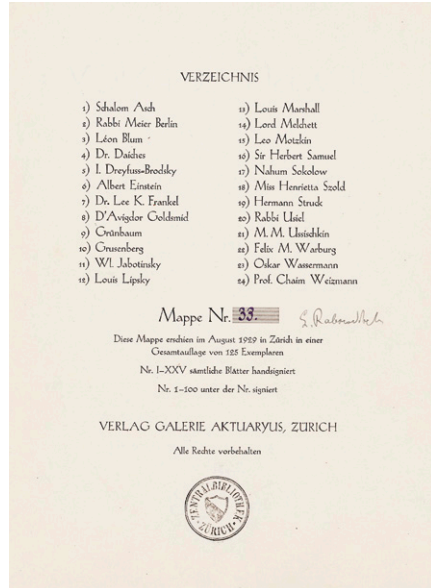 VERZEICHNIS
1) Schalom Asch
2) Rabbi Meier Berlin
3) Léon Blum
4) Dr. Daiches
5) I. Dreyfuss-Brodsky
6) Albert Einstein
7) Dr. Lee K. Frankel
8) D'Avigdor Goldsmid
9) Grünbaum
10) Grusenberg
11) Wl. Jabotinsky
12) Louis Lipsky
13) Louis Marshall
14) Lord Melchett
15) Leo Motzkin
16) Sir Herbert Samuel
17) Nahum Sokolow
18) Miss Henrietta Szold
19) Hermann Struck
20) Rabbi Usiel
21) M. M. Ussischkin
22) Felix M. Warburg
23) Oskar Wassermann
24) Prof. Chaim Weizmann
Mappe Nr. 33.
Diese Mappe erschien im August 1929 in Zürich in einer
Gesamtauflage von 125 Exemplaren
Nr. I-XXV sämtliche Blätter handsigniert
Nr. 1-100 unter der Nr. signiert
VERLAG GALERIE AKTUARYUS, ZÜRICH
Alle Rechte vorbehalten
ZENTRALBIBLIOTHEK
ZÜRICH